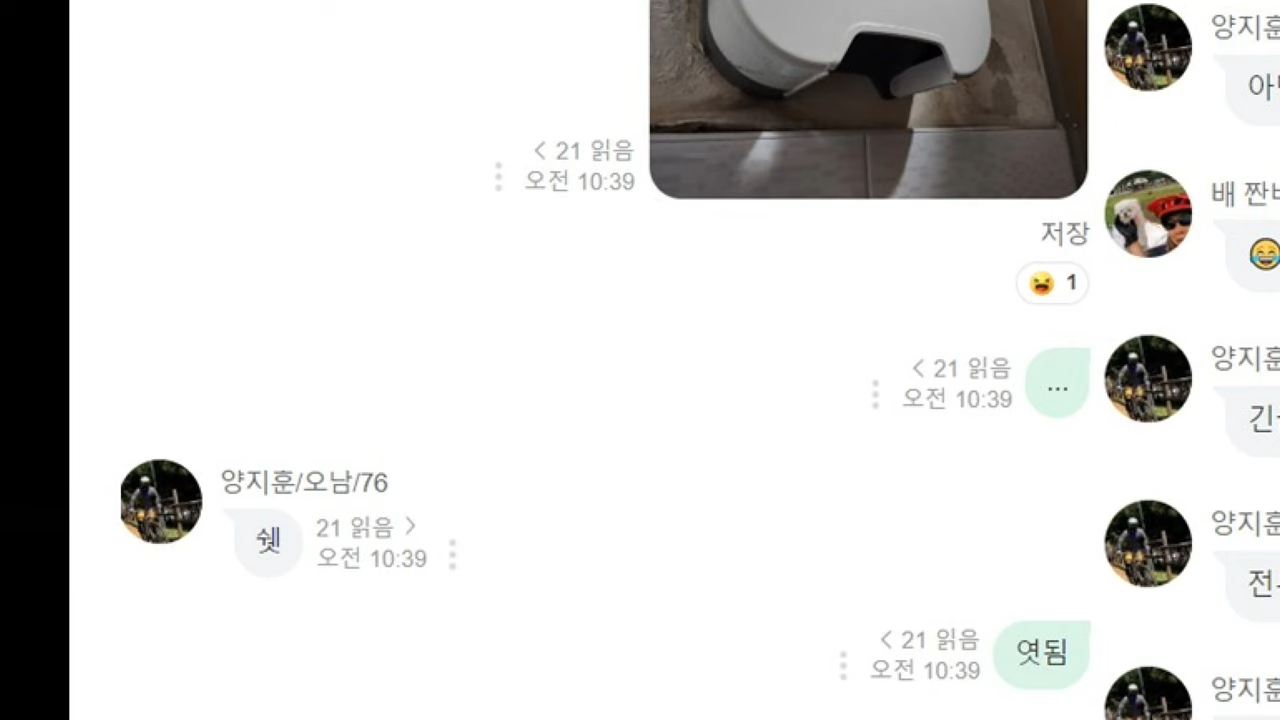 < 21 읽음
오전 10:39
저장
1
< 21 읽음
오전 10:39
...
양지훈/오남/76
쉣
21 읽음 >
오전 10:39
< 21 읽음
오전 10:39
엿됨
양지훈
배 짠
😂
양지훈
양지훈
전
양지훈